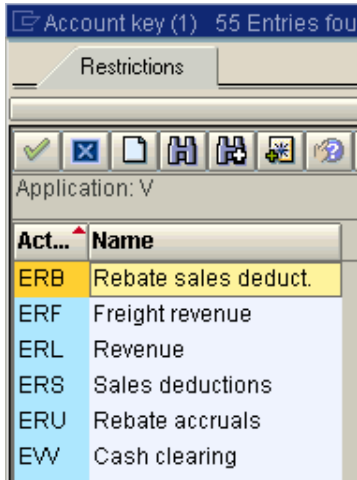 Account key (1) 55 Entries fou
Restrictions
Application: V
Act... Name
ERB Rebate sales deduct.
ERF Freight revenue
ERL Revenue
ERS Sales deductions
ERU Rebate accruals
EVV Cash clearing